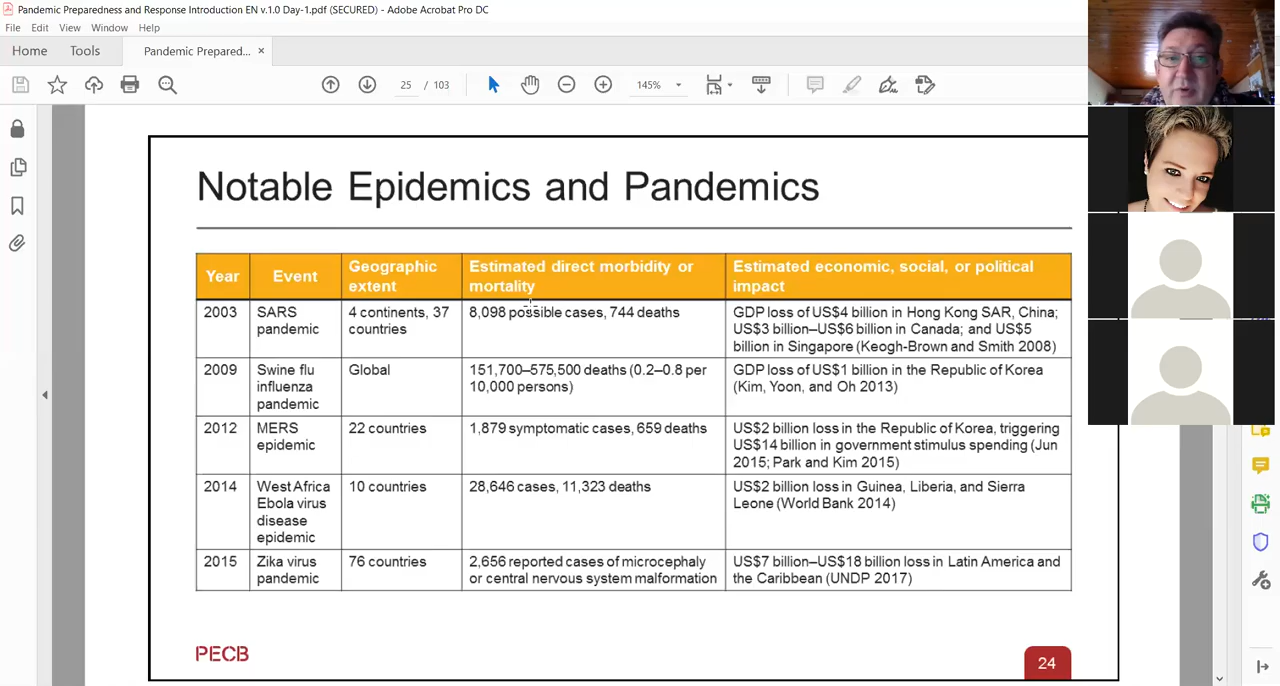 Pandemic Preparedness and Response Introduction EN v.1.0 Day-1.pdf (SECURED) - Adobe Acrobat Pro DC
File Edit View Window Help
Home Tools Pandemic Prepared... ×
25 / 103 145%
Notable Epidemics and Pandemics
Year
Event
Geographic
extent
Estimated direct morbidity or
mortality
Estimated economic, social, or political
impact
2003
SARS
pandemic
4 continents, 37
countries
8,098 possible cases, 744 deaths
GDP loss of US$4 billion in Hong Kong SAR, China;
US$3 billion–US$6 billion in Canada; and US$5
billion in Singapore (Keogh-Brown and Smith 2008)
2009
Swine flu
influenza
pandemic
Global
151,700–575,500 deaths (0.2–0.8 per
10,000 persons)
GDP loss of US$1 billion in the Republic of Korea
(Kim, Yoon, and Oh 2013)
2012
MERS
epidemic
22 countries
1,879 symptomatic cases, 659 deaths
US$2 billion loss in the Republic of Korea, triggering
US$14 billion in government stimulus spending (Jun
2015; Park and Kim 2015)
2014
West Africa
Ebola virus
disease
epidemic
10 countries
28,646 cases, 11,323 deaths
US$2 billion loss in Guinea, Liberia, and Sierra
Leone (World Bank 2014)
2015
Zika virus
pandemic
76 countries
2,656 reported cases of microcephaly
or central nervous system malformation
US$7 billion–US$18 billion loss in Latin America and
the Caribbean (UNDP 2017)
PECB
24